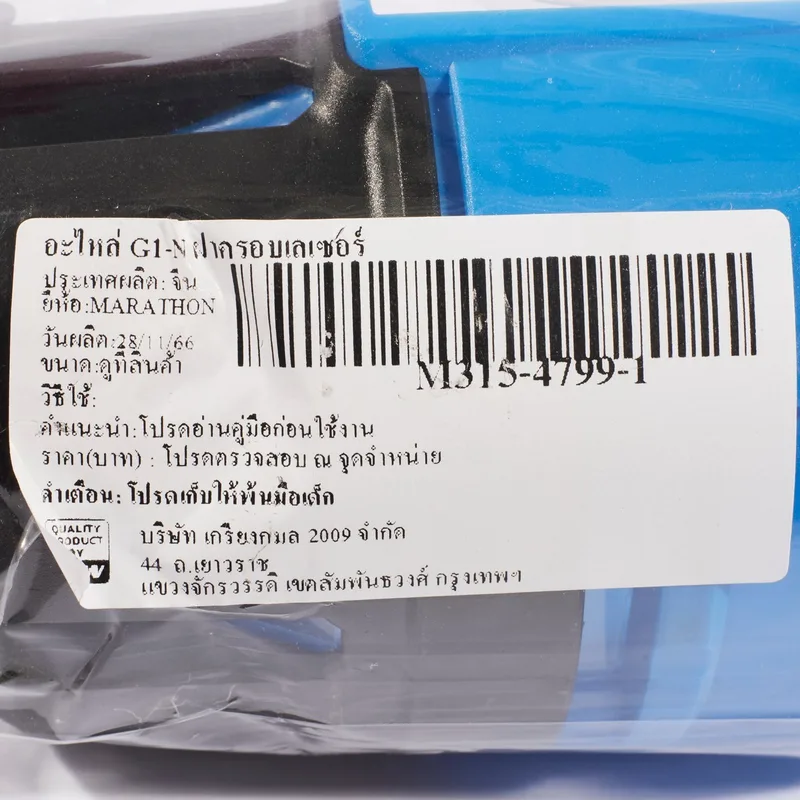 อะไหล่ G1-N ฝาครอบเลเซอร์
ประเทศผลิต: จีน
ยี่ห้อ:MARATHON
วันผลิต:28/11/66
ขนาด:ดูที่สินค้า
M315-4799-1
วิธีใช้:
คำแนะนำ:โปรดอ่านคู่มือก่อนใช้งาน
ราคา(บาท) : โปรดตรวจสอบ ณ จุดจำหน่าย
คำเตือน: โปรดเก็บให้พ้นมือเด็ก
QUALITY
บริษัท เกรียงกมล 2009 จำกัด
44 ถ.เยาวราช
แขวงจักรวรรดิ เขตสัมพันธวงศ์ กรุงเทพฯ